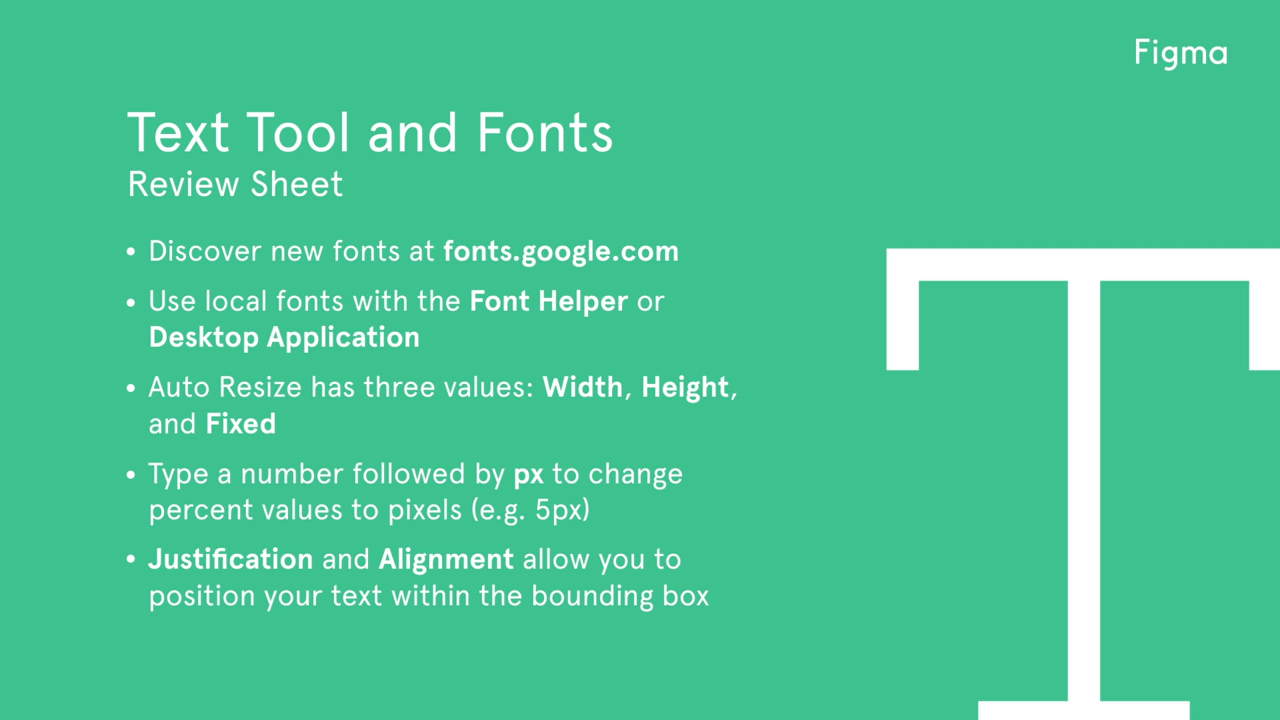 Figma
Text Tool and Fonts
Review Sheet
• Discover new fonts at fonts.google.com
• Use local fonts with the Font Helper or
Desktop Application
• Auto Resize has three values: Width, Height,
and Fixed
• Type a number followed by px to change
percent values to pixels (e.g. 5px)
• Justification and Alignment allow you to
position your text within the bounding box
T